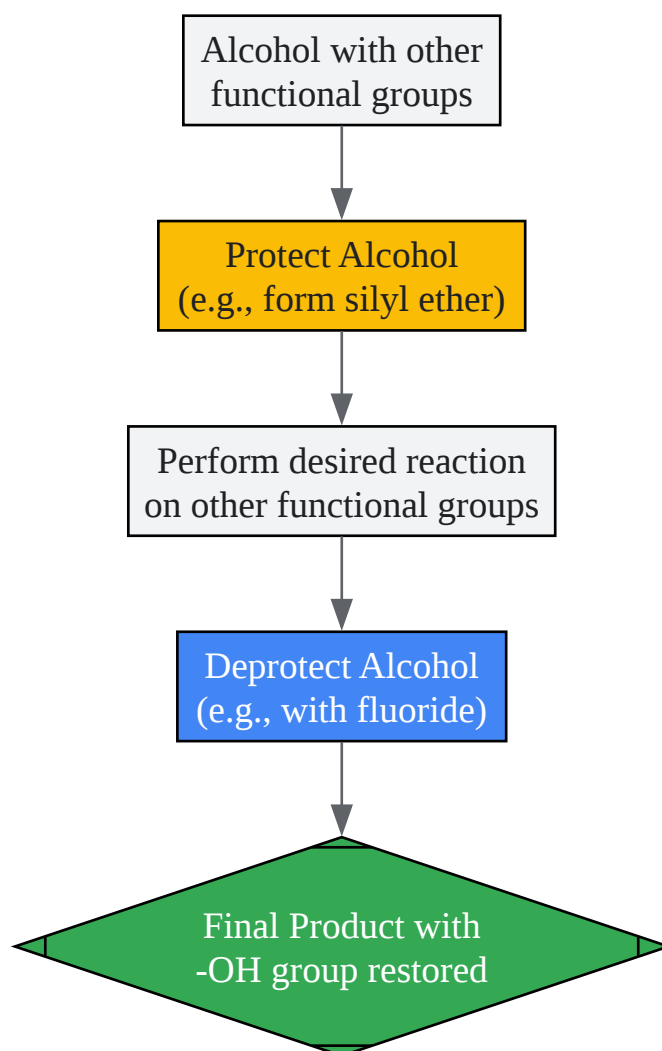 Alcohol with other
functional groups
Protect Alcohol
(e.g., form silyl ether)
Perform desired reaction
on other functional groups
Deprotect Alcohol
(e.g., with fluoride)
Final Product with
-OH group restored